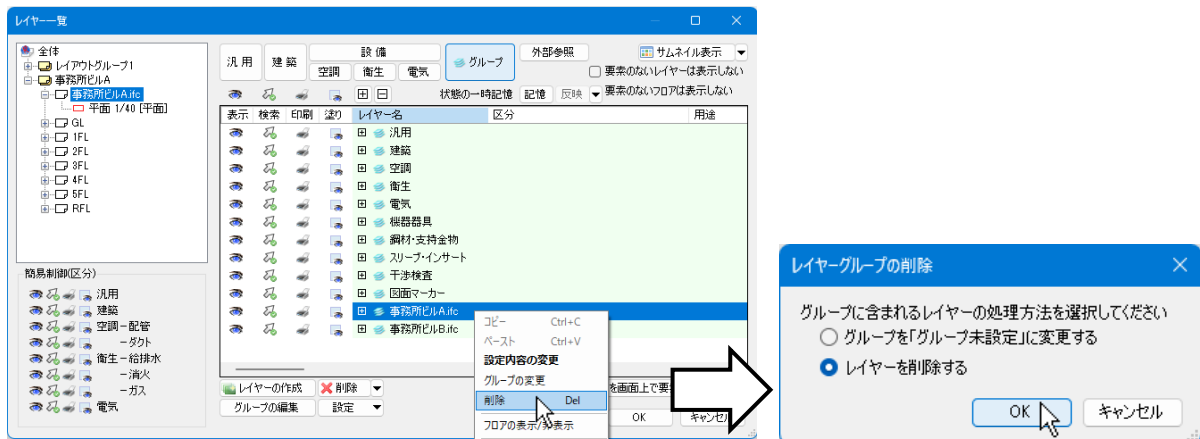 レイヤー一覧
全体
レイアウトグループ1
事務所ビルA
事務所ビルA.ifc
平面 1/40 [平面]
GL
1FL
2FL
3FL
4FL
5FL
RFL
簡易制御(区分)
汎用
建築
空調－配管
－ダクト
衛生－給排水
－消火
－ガス
電気
汎用
建築
設備
空調
衛生
電気
グループ
外部参照
サムネイル表示
要素のないレイヤーは表示しない
要素のないフロアは表示しない
状態の一時記憶 記憶 反映
表示 検索 印刷 塗り レイヤー名 区分 用途
汎用
建築
空調
衛生
電気
機器器具
鋼材・支持金物
スリーブ・インサート
干渉検査
図面マーカー
事務所ビルA.ifc
事務所ビルB.ifc
コピー Ctrl+C
ペースト Ctrl+V
設定内容の変更
グループの変更
削除 Del
フロアの表示/非表示
レイヤーの作成 削除
を画面上で要
グループの編集 設定
OK キャンセル
レイヤーグループの削除
グループに含まれるレイヤーの処理方法を選択してください
グループを「グループ未設定」に変更する
レイヤーを削除する
OK キャンセル